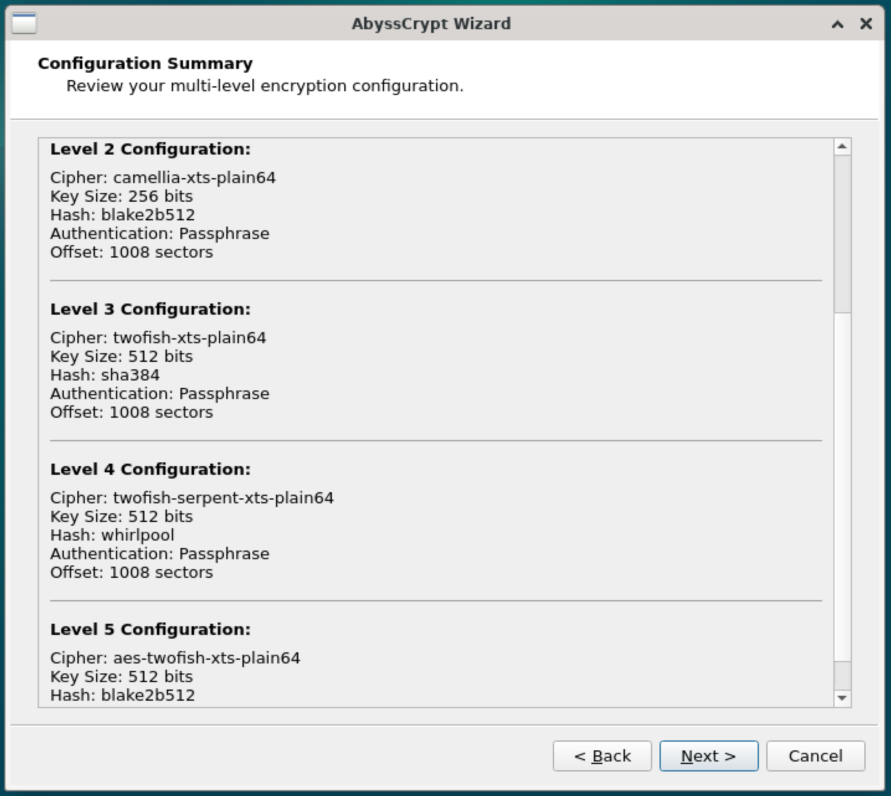 AbyssCrypt Wizard
Configuration Summary
Review your multi-level encryption configuration.
Level 2 Configuration:
Cipher: camellia-xts-plain64
Key Size: 256 bits
Hash: blake2b512
Authentication: Passphrase
Offset: 1008 sectors
Level 3 Configuration:
Cipher: twofish-xts-plain64
Key Size: 512 bits
Hash: sha384
Authentication: Passphrase
Offset: 1008 sectors
Level 4 Configuration:
Cipher: twofish-serpent-xts-plain64
Key Size: 512 bits
Hash: whirlpool
Authentication: Passphrase
Offset: 1008 sectors
Level 5 Configuration:
Cipher: aes-twofish-xts-plain64
Key Size: 512 bits
Hash: blake2b512
< Back Next > Cancel